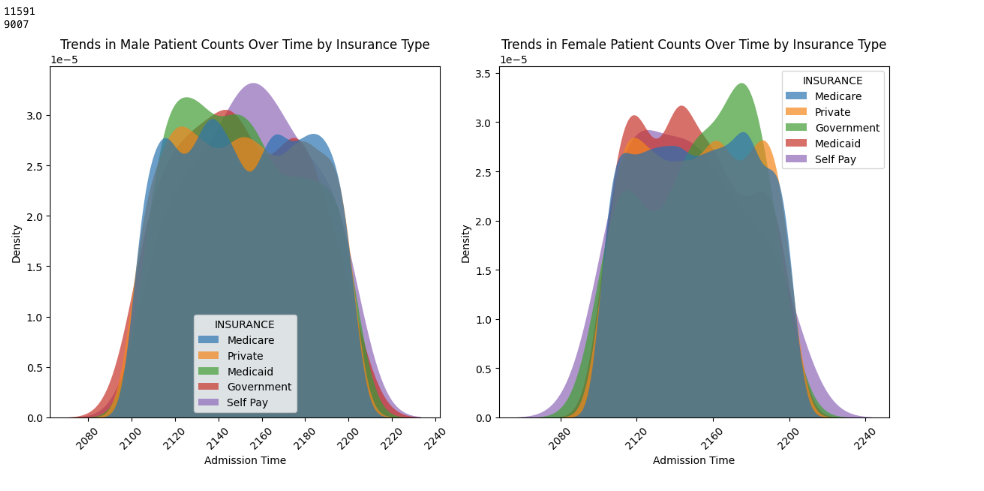 11591
9007
Trends in Male Patient Counts Over Time by Insurance Type
1e−5
Density
3.0
2.5
2.0
1.5
1.0
0.5
0.0
INSURANCE
Medicare
Private
Medicaid
Government
Self Pay
2080
2100
2120
2140
2160
2180
2200
2220
2240
Admission Time
Trends in Female Patient Counts Over Time by Insurance Type
1e−5
Density
3.5
3.0
2.5
2.0
1.5
1.0
0.5
0.0
INSURANCE
Medicare
Private
Government
Medicaid
Self Pay
2080
2120
2160
2200
2240
Admission Time